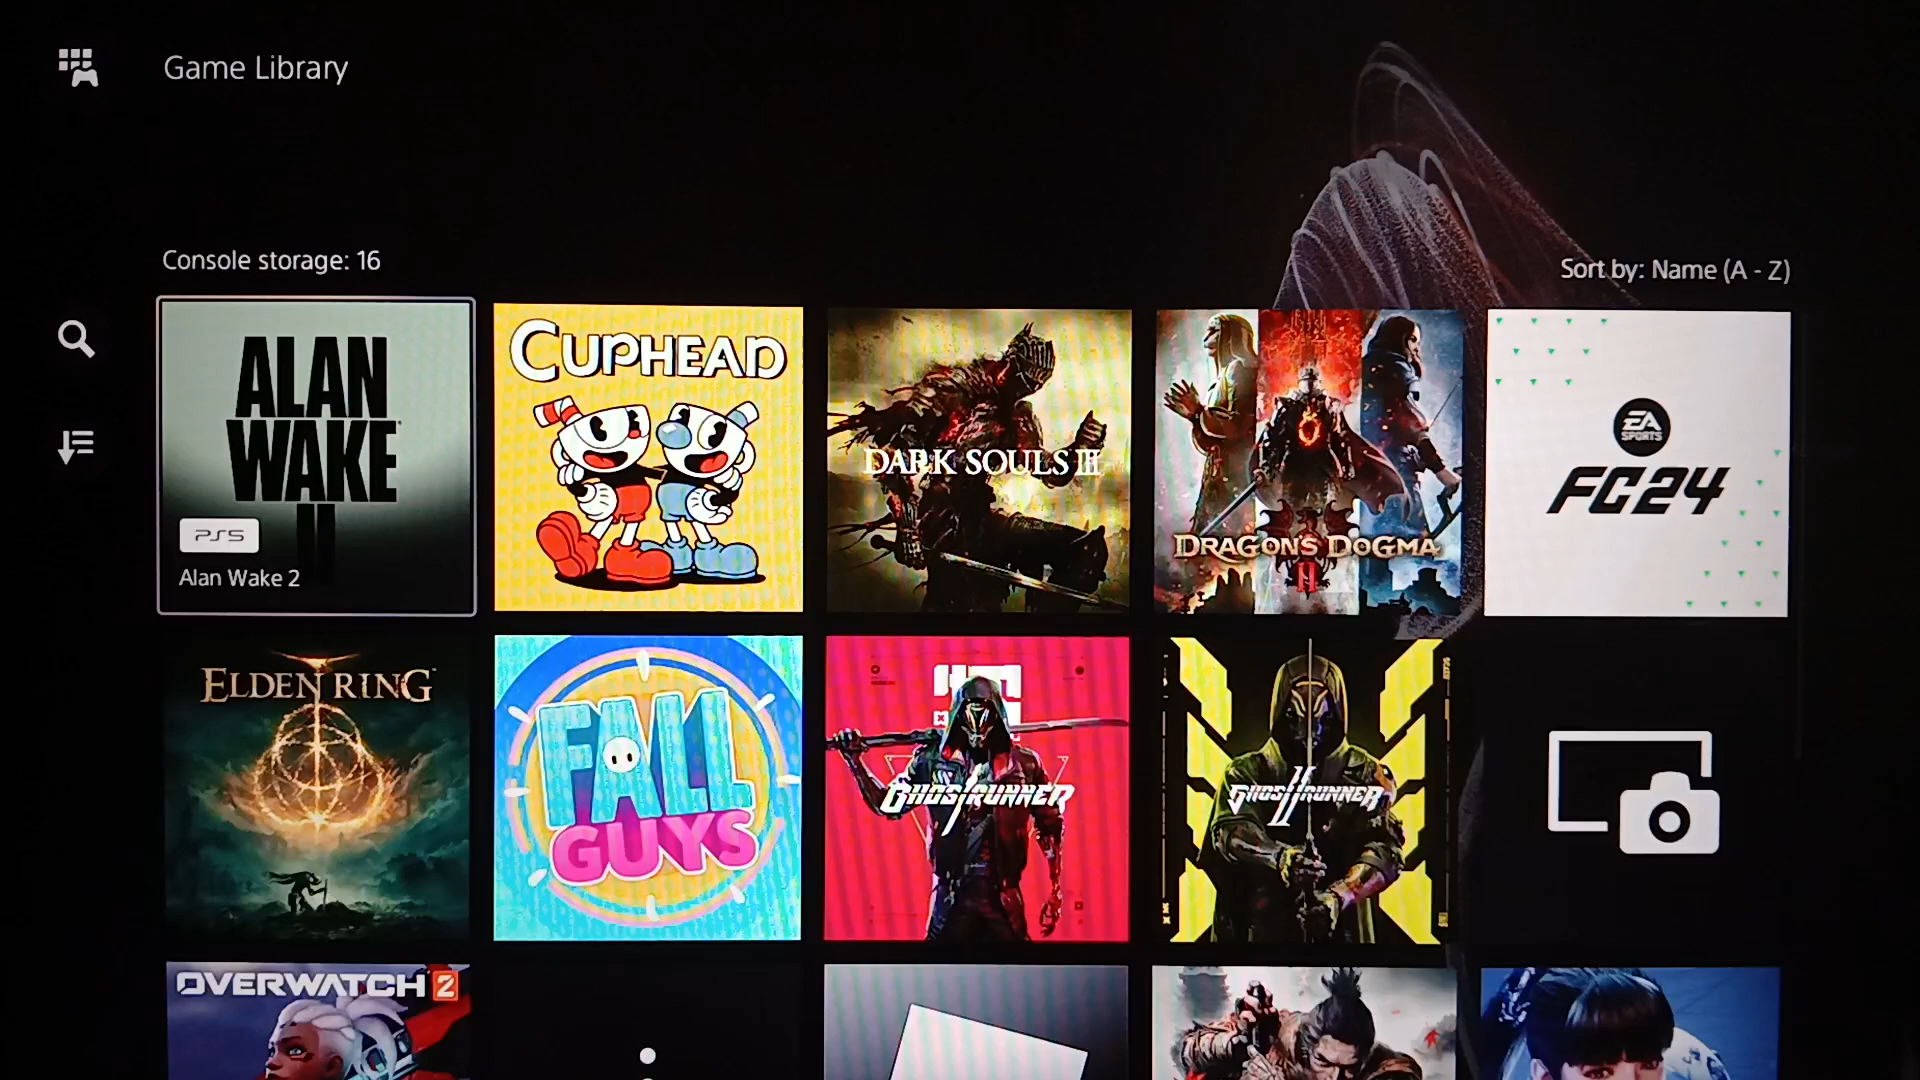 Game Library
Console storage: 16
Sort by: Name (A - Z)
ALAN
WAKE
II
PS5
Alan Wake 2
CUPHEAD
DARK SOULS III
DRAGON'S DOGMA
II
EA
SPORTS
FC24
ELDEN RING
FALL
GUYS
GHOSTRUNNER
GHOSTRUNNER
II
OVERWATCH 2